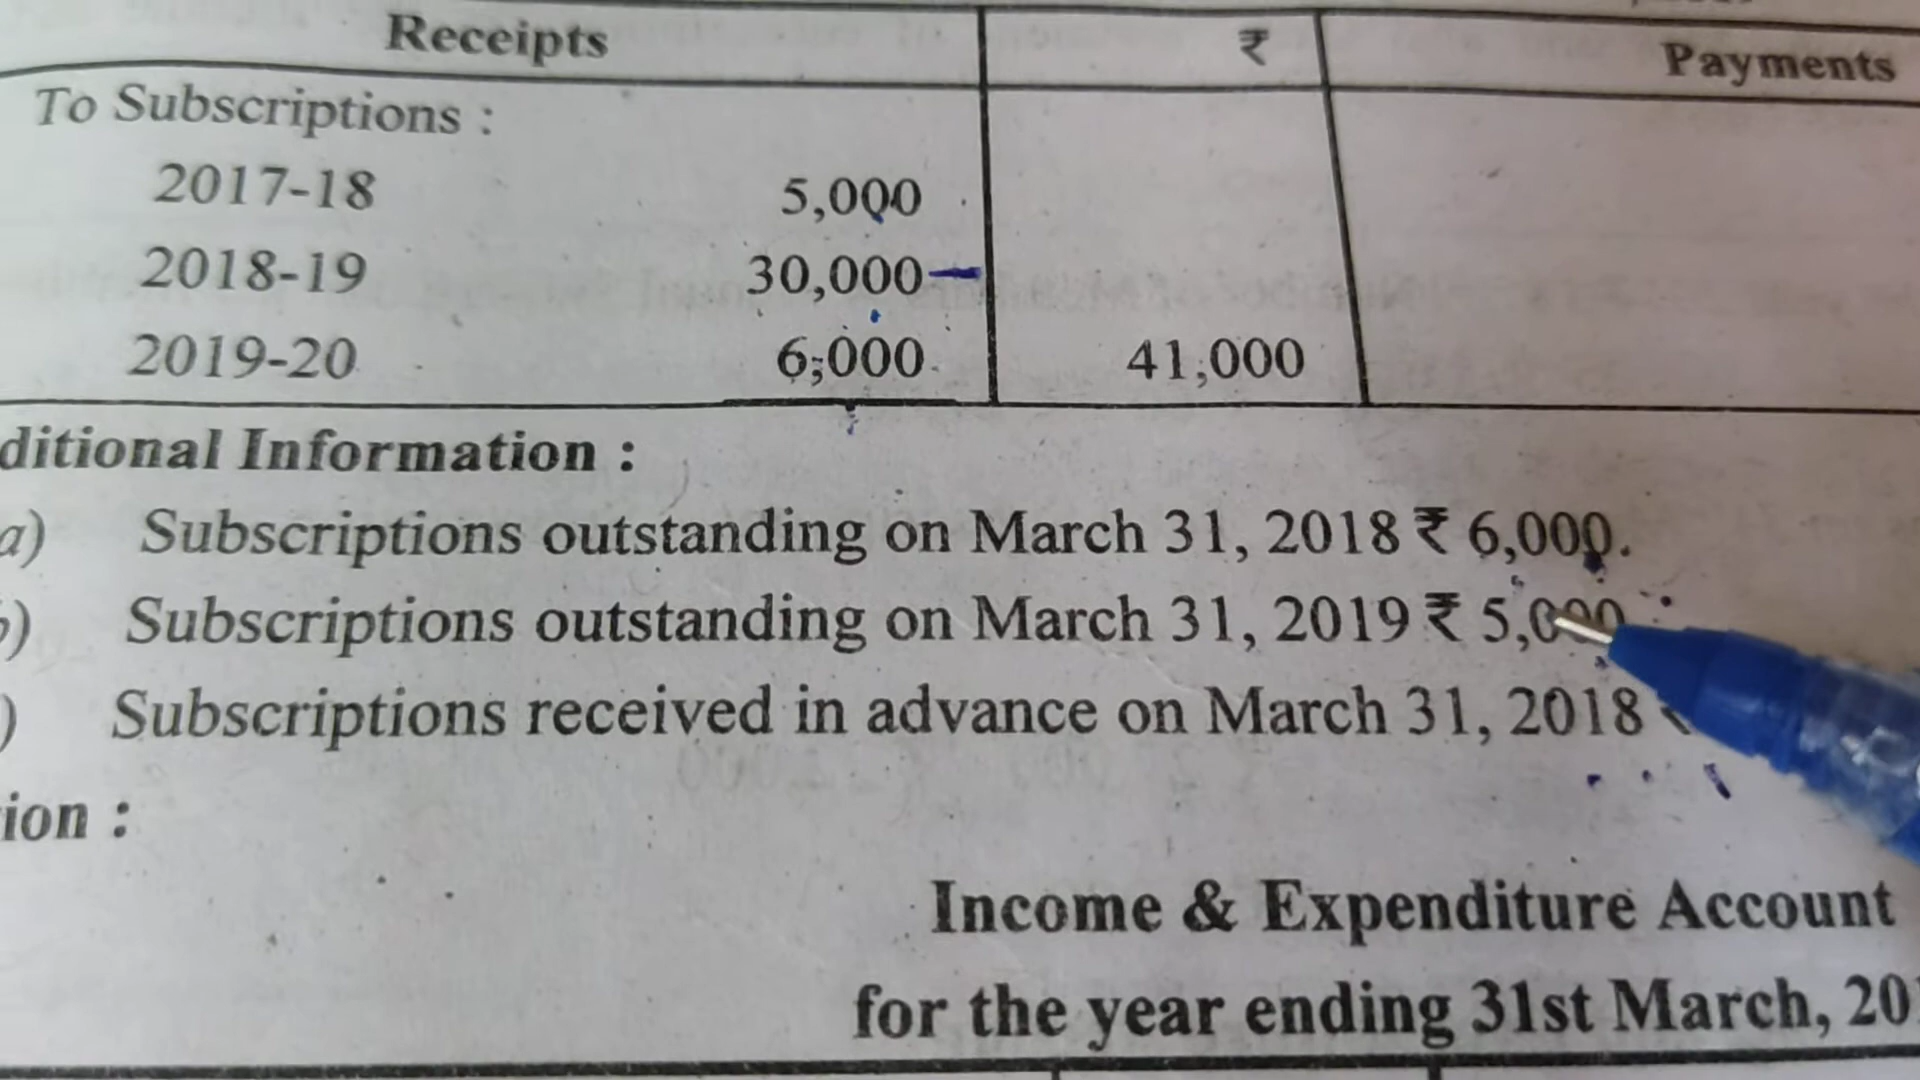 Receipts ₹ Payments
To Subscriptions :
2017-18 5,000
2018-19 30,000
2019-20 6,000 41,000
ditional Information :
a) Subscriptions outstanding on March 31, 2018 ₹ 6,000.
) Subscriptions outstanding on March 31, 2019 ₹ 5,000
) Subscriptions received in advance on March 31, 2018
ion :
Income & Expenditure Account
for the year ending 31st March, 20